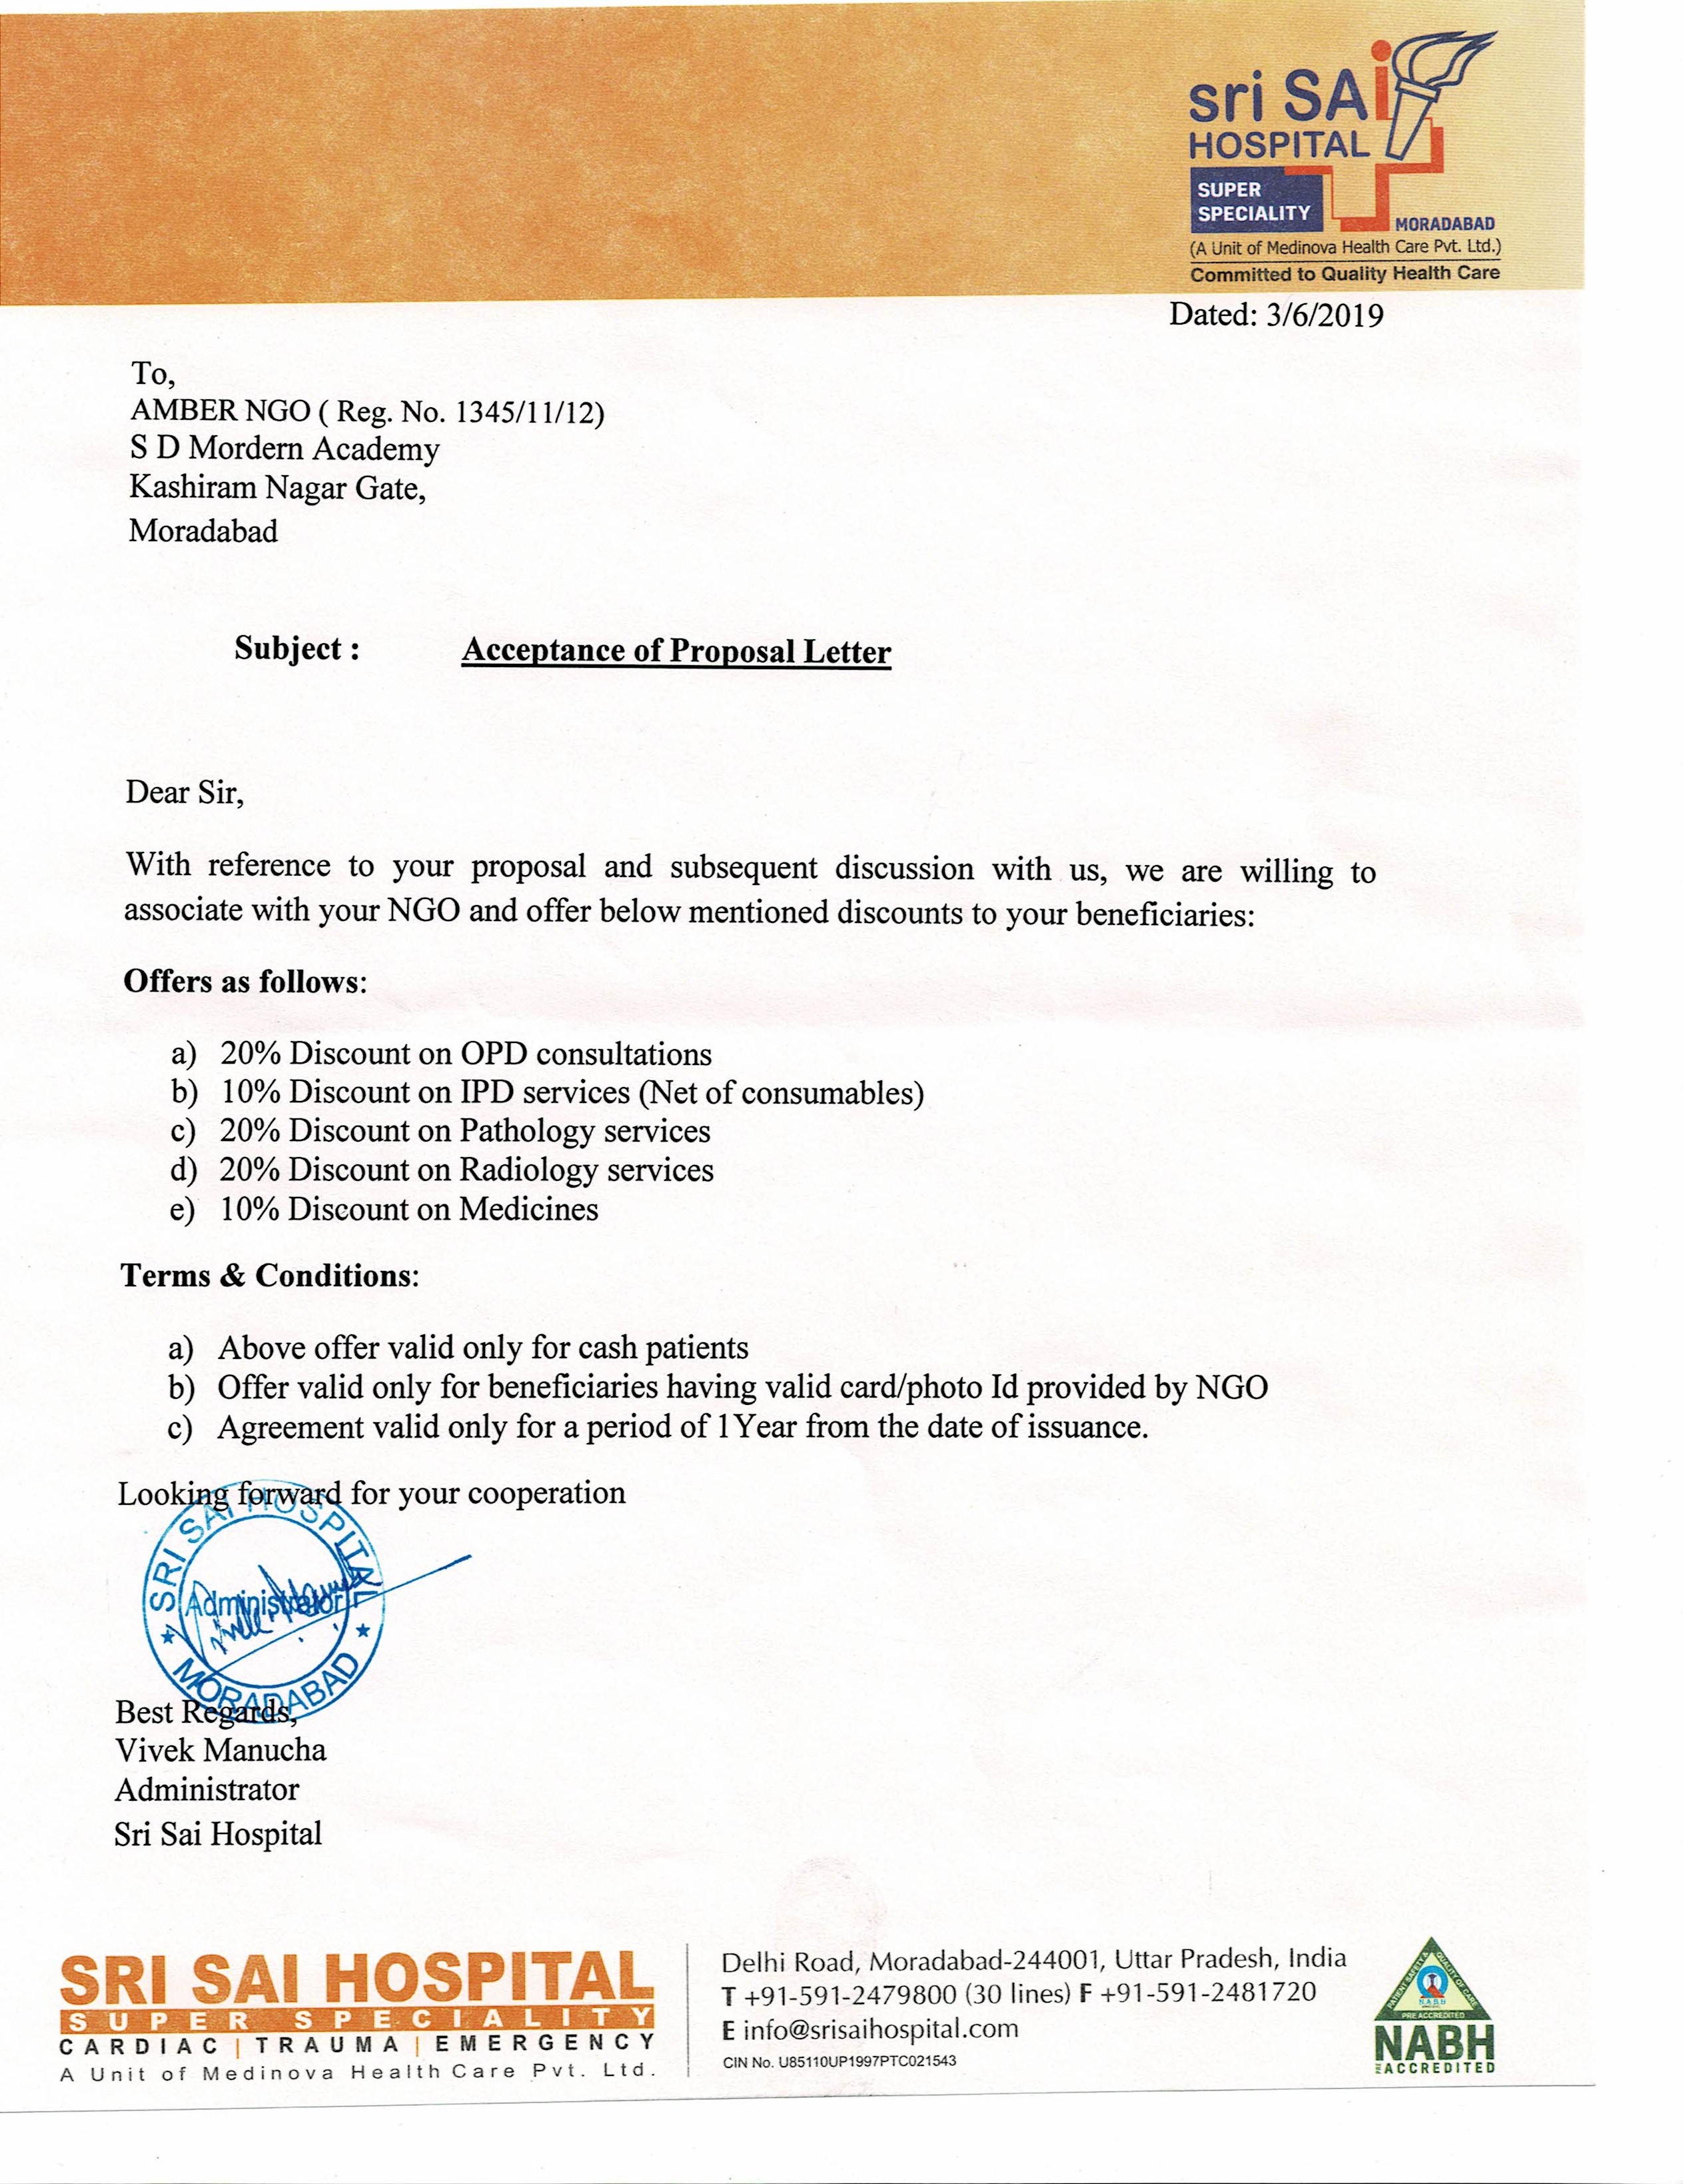 sri SAi
HOSPITAL
SUPER
SPECIALITY
MORADABAD
(A Unit of Medinova Health Care Pvt. Ltd.)
Committed to Quality Health Care
Dated: 3/6/2019
To,
AMBER NGO ( Reg. No. 1345/11/12)
S D Mordern Academy
Kashiram Nagar Gate,
Moradabad
Subject : Acceptance of Proposal Letter
Dear Sir,
With reference to your proposal and subsequent discussion with us, we are willing to
associate with your NGO and offer below mentioned discounts to your beneficiaries:
Offers as follows:
a) 20% Discount on OPD consultations
b) 10% Discount on IPD services (Net of consumables)
c) 20% Discount on Pathology services
d) 20% Discount on Radiology services
e) 10% Discount on Medicines
Terms & Conditions:
a) Above offer valid only for cash patients
b) Offer valid only for beneficiaries having valid card/photo Id provided by NGO
c) Agreement valid only for a period of 1Year from the date of issuance.
Looking forward for your cooperation
SRI SAI HOSPITAL
Administrator
MORADABAD
Best Regards,
Vivek Manucha
Administrator
Sri Sai Hospital
SRI SAI HOSPITAL
SUPER SPECIALITY
CARDIAC | TRAUMA | EMERGENCY
A Unit of Medinova Health Care Pvt. Ltd.
Delhi Road, Moradabad-244001, Uttar Pradesh, India
T +91-591-2479800 (30 lines) F +91-591-2481720
E info@srisaihospital.com
CIN No. U85110UP1997PTC021543
PATIENT SAFETY & QUALITY OF CARE
N.A.B.H
PRE ACCREDITED
NABH
PRE ACCREDITED